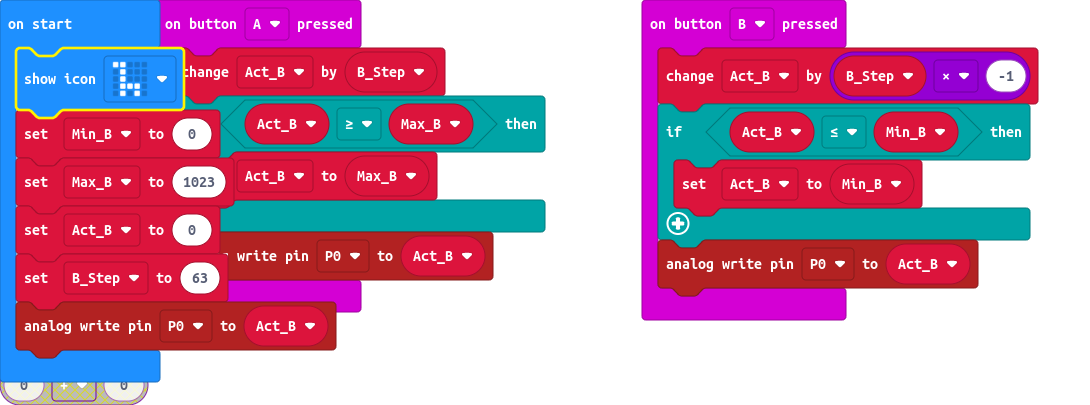 on start
show icon
set Min_B to 0
set Max_B to 1023
set Act_B to 0
set B_Step to 63
analog write pin P0 to Act_B
0 + 0
on button A pressed
change Act_B by B_Step
Act_B ≥ Max_B then
Act_B to Max_B
write pin P0 to Act_B
on button B pressed
change Act_B by B_Step × -1
if Act_B ≤ Min_B then
set Act_B to Min_B
analog write pin P0 to Act_B